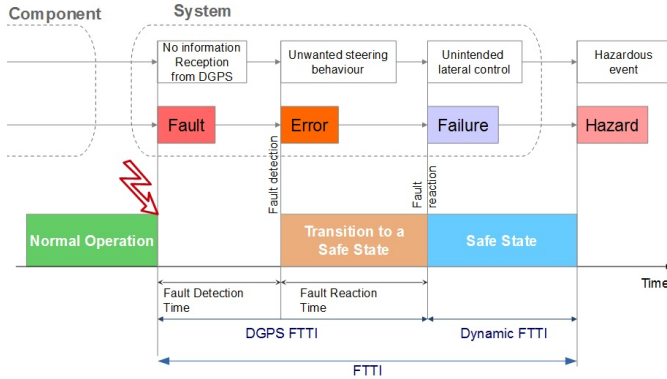 Component
System
No information
Reception
from DGPS
Unwanted steering
behaviour
Unintended
lateral control
Hazardous
event
Fault
Error
Failure
Hazard
Fault detection
Fault
reaction
Normal Operation
Transition to a
Safe State
Safe State
Time
Fault Detection
Time
Fault Reaction
Time
DGPS FTTI
Dynamic FTTI
FTTI